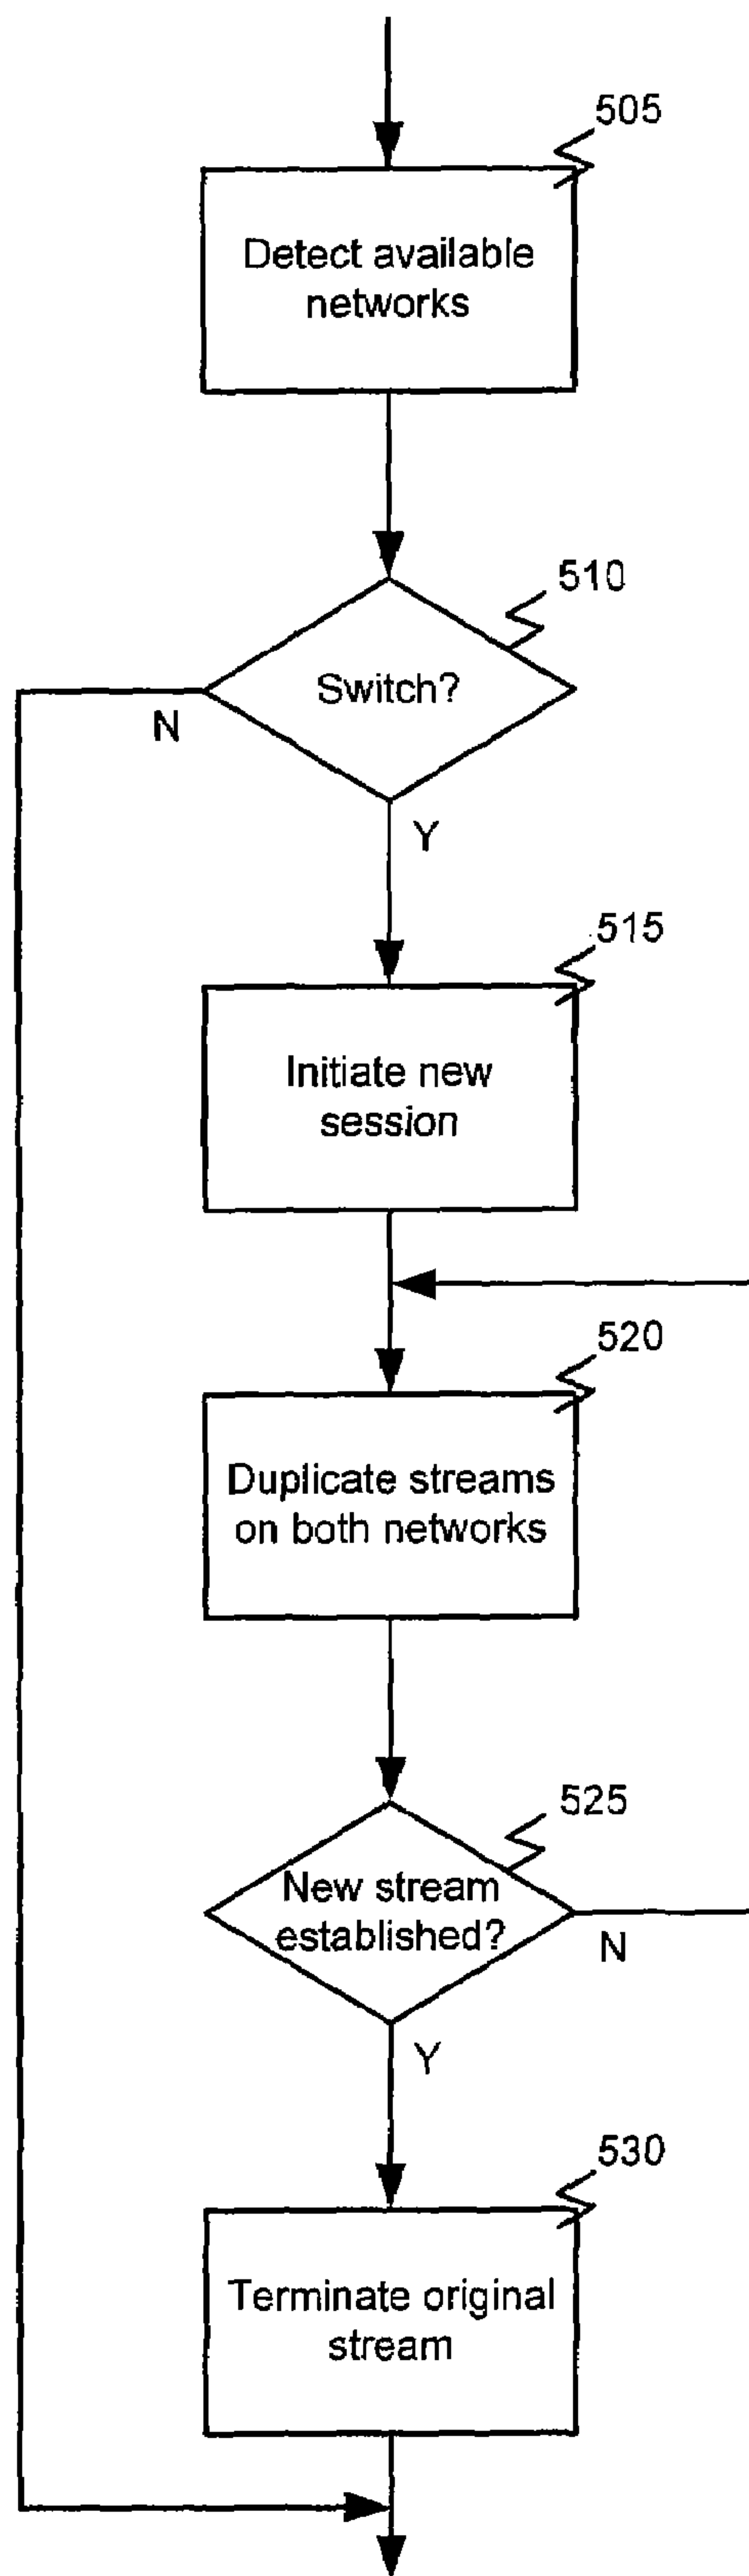 505
Detect available
networks
510
Switch?
N
Y
515
Initiate new
session
520
Duplicate streams
on both networks
525
New stream
established?
N
Y
530
Terminate original
stream